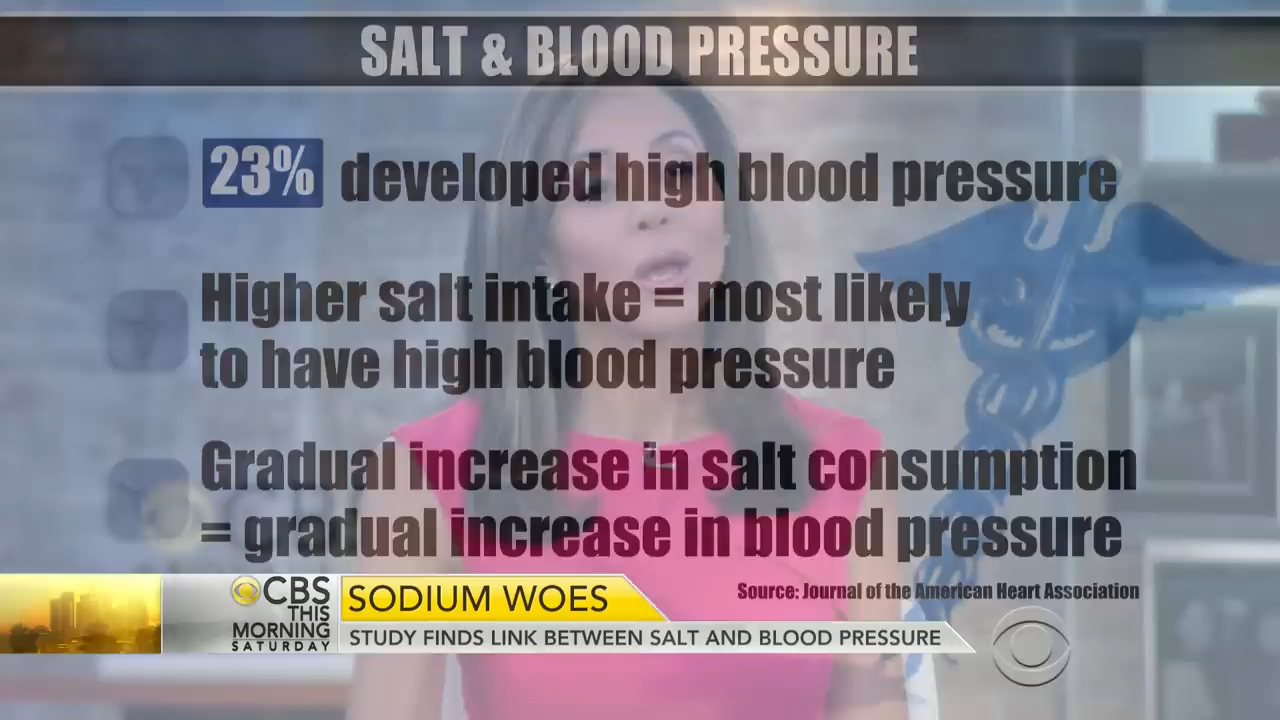 SALT & BLOOD PRESSURE
23% developed high blood pressure
Higher salt intake = most likely
to have high blood pressure
Gradual increase in salt consumption
= gradual increase in blood pressure
Source: Journal of the American Heart Association
CBS
THIS
MORNING
SATURDAY
SODIUM WOES
STUDY FINDS LINK BETWEEN SALT AND BLOOD PRESSURE